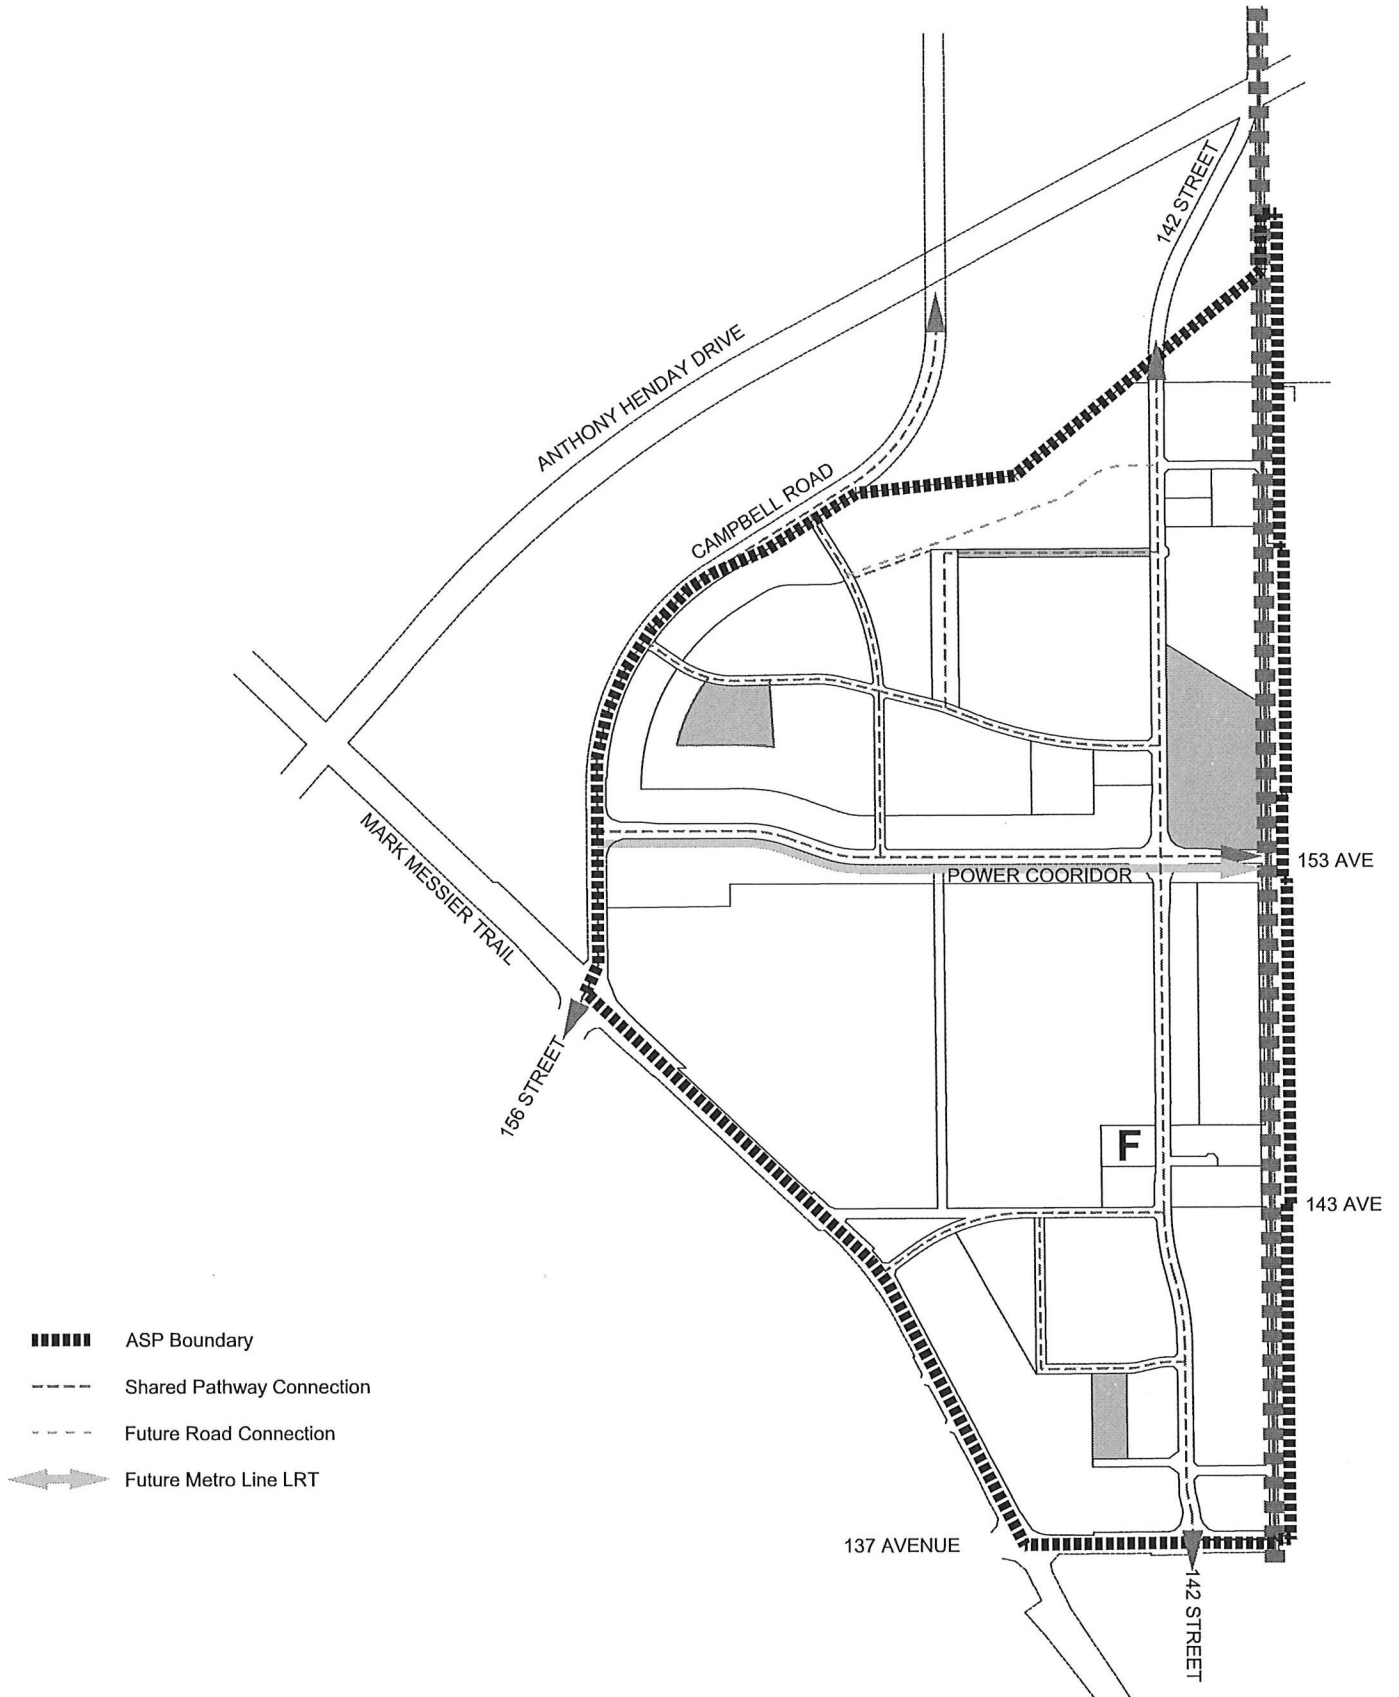 142 STREET
ANTHONY HENDAY DRIVE
CAMPBELL ROAD
MARK MESSIER TRAIL
153 AVE
POWER COORIDOR
156 STREET
F
143 AVE
ASP Boundary
Shared Pathway Connection
Future Road Connection
Future Metro Line LRT
137 AVENUE
142 STREET